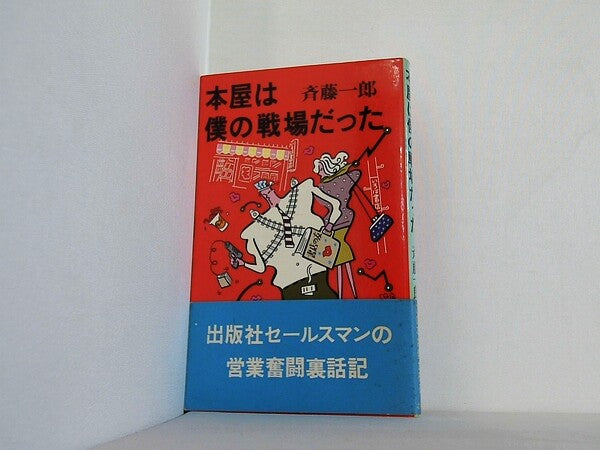 本屋は
僕の戦場だった
斉藤一郎
出版社セールスマンの
営業奮闘裏話記